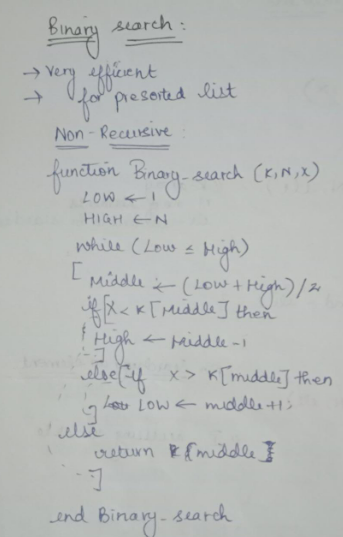 Binary search :
→ Very efficient
→ for presorted list
Non-Recursive
function Binary-search (K,N,X)
LOW ← 1
HIGH ← N
while (Low ≤ High)
[ Middle ← (Low + High)/2
if [X < K[Middle] then
High ← Middle -1
]
else[if X > K[middle] then
] LOW ← middle +1;
else
return K[middle]
]
end Binary-search